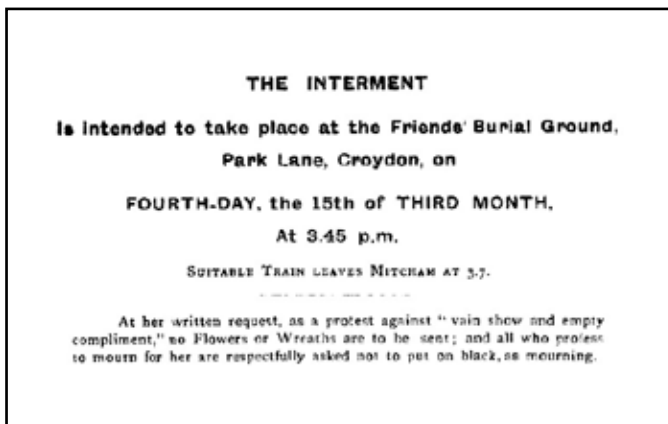 THE INTERMENT
Is intended to take place at the Friends' Burial Ground,
Park Lane, Croydon, on
FOURTH-DAY, the 15th of THIRD MONTH,
At 3.45 p.m.
SUITABLE TRAIN LEAVES MITCHAM AT 3.7.
At her written request, as a protest against "vain show and empty
compliment," no Flowers or Wreaths are to be sent; and all who profess
to mourn for her are respectfully asked not to put on black, as mourning.